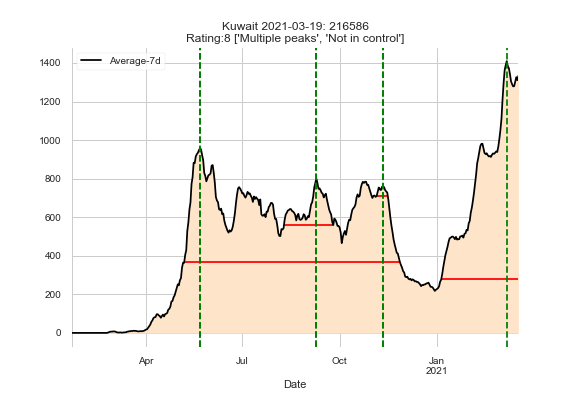 Kuwait 2021-03-19: 216586
Rating:8 ['Multiple peaks', 'Not in control']
Average-7d
1400
1200
1000
800
600
400
200
0
Apr
Jul
Oct
Jan
2021
Date